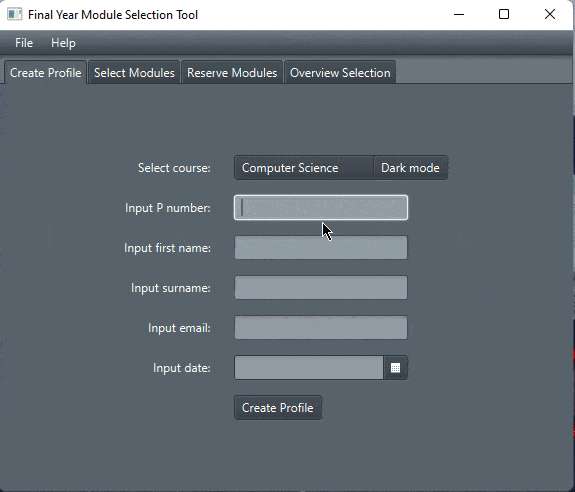 Final Year Module Selection Tool
File Help
Create Profile Select Modules Reserve Modules Overview Selection
Select course: Computer Science Dark mode
Input P number:
Input first name:
Input surname:
Input email:
Input date:
Create Profile